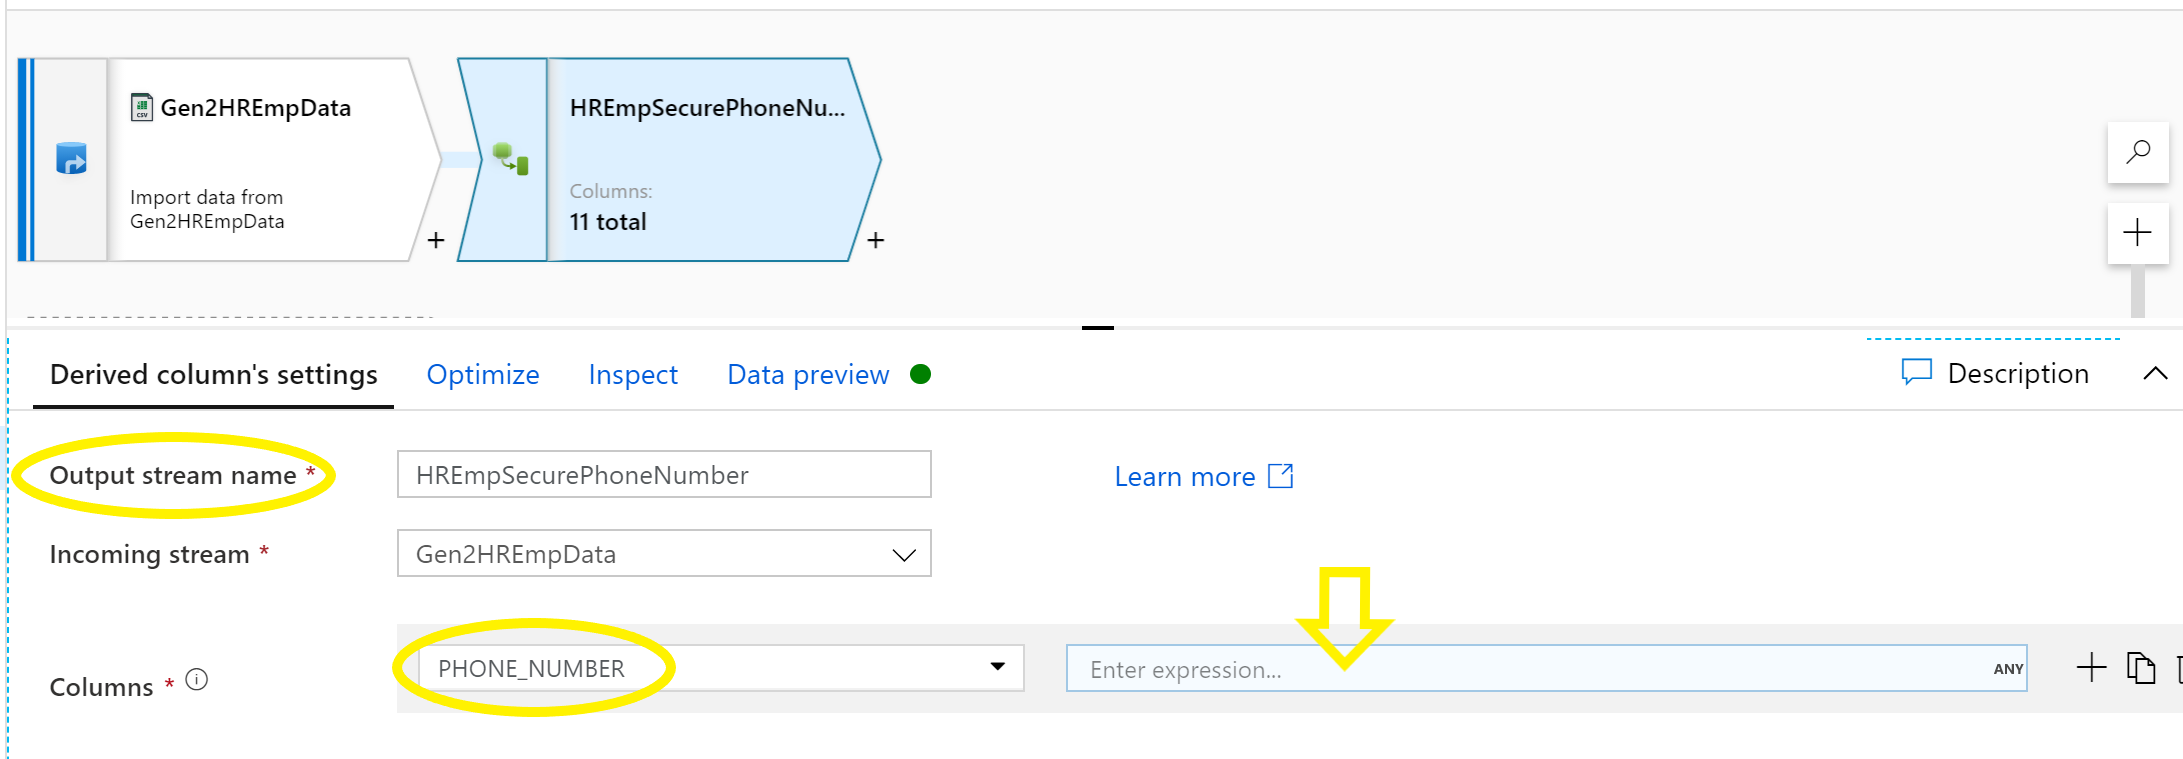 CSV
Gen2HREmpData
Import data from
Gen2HREmpData
+
HREmpSecurePhoneNu...
Columns:
11 total
+
Derived column's settings
Optimize
Inspect
Data preview
Description
Output stream name *
HREmpSecurePhoneNumber
Learn more
Incoming stream *
Gen2HREmpData
Columns *
PHONE_NUMBER
Enter expression...
ANY